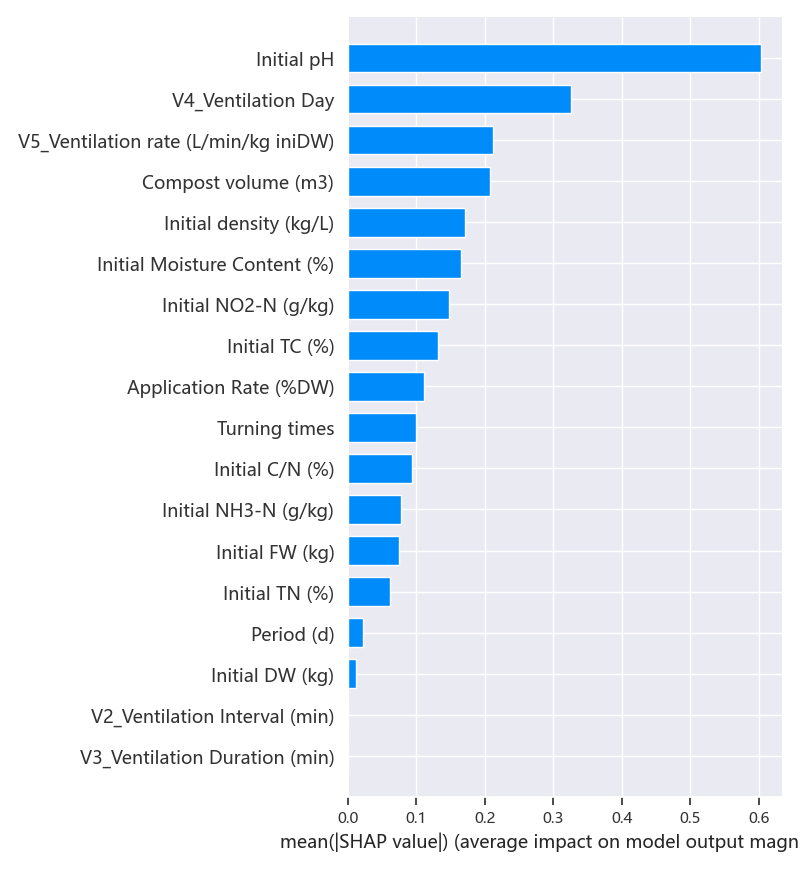 Initial pH
V4_Ventilation Day
V5_Ventilation rate (L/min/kg iniDW)
Compost volume (m3)
Initial density (kg/L)
Initial Moisture Content (%)
Initial NO2-N (g/kg)
Initial TC (%)
Application Rate (%DW)
Turning times
Initial C/N (%)
Initial NH3-N (g/kg)
Initial FW (kg)
Initial TN (%)
Period (d)
Initial DW (kg)
V2_Ventilation Interval (min)
V3_Ventilation Duration (min)
0.0 0.1 0.2 0.3 0.4 0.5 0.6
mean(|SHAP value|) (average impact on model output magn